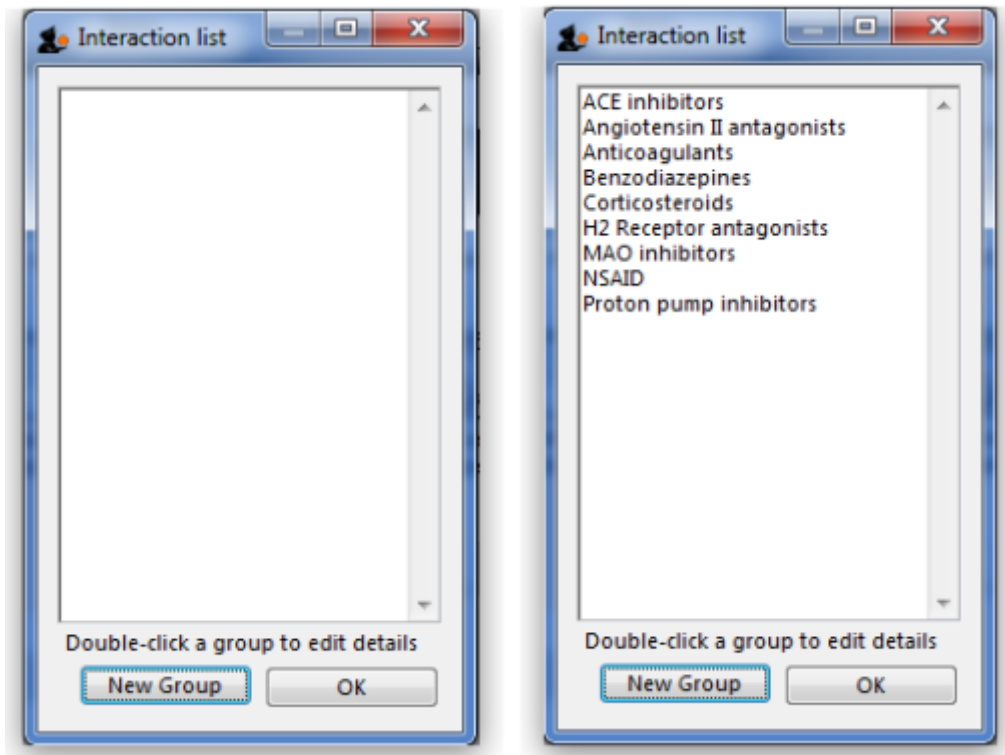 Interaction list
Double-click a group to edit details
New Group
OK
Interaction list
ACE inhibitors
Angiotensin II antagonists
Anticoagulants
Benzodiazepines
Corticosteroids
H2 Receptor antagonists
MAO inhibitors
NSAID
Proton pump inhibitors
Double-click a group to edit details
New Group
OK